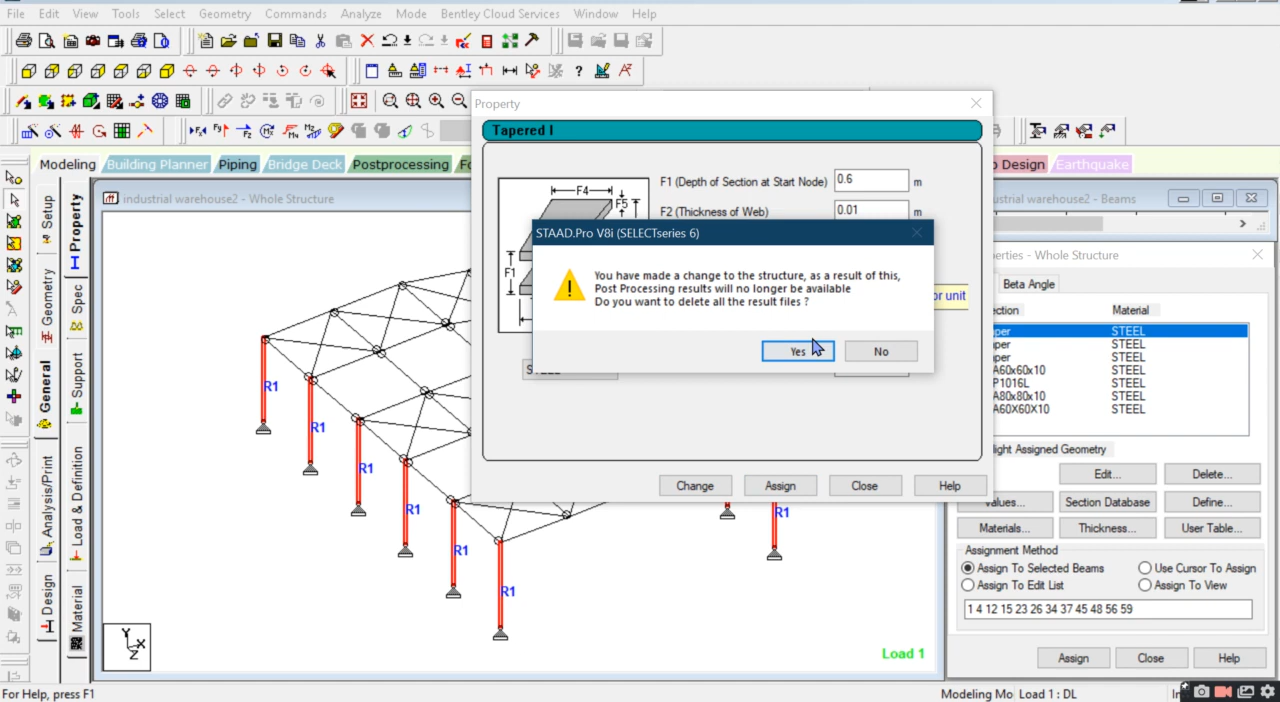 File Edit View Tools Select Geometry Commands Analyze Mode Bentley Cloud Services Window Help
Modeling Building Planner Piping Bridge Deck Postprocessing
Design Earthquake
Setup
Geometry
General
Analysis/Print
Design
Property
Spec
Support
Load & Definition
Material
industrial warehouse2 - Whole Structure
R1
R1
R1
R1
R1
R1
R1
Y
X
Z
Load 1
Property
Tapered I
F4
F5
F1
F1 (Depth of Section at Start Node) 0.6 m
F2 (Thickness of Web) 0.01 m
or unit
Change Assign Close Help
STAAD.Pro V8i (SELECTseries 6)
You have made a change to the structure, as a result of this,
Post Processing results will no longer be available
Do you want to delete all the result files ?
Yes No
warehouse2 - Beams
- Whole Structure
Beta Angle
Material
STEEL
STEEL
STEEL
A60x60x10 STEEL
P1016L STEEL
A80x80x10 STEEL
A60X60X10 STEEL
Assigned Geometry
Edit... Delete...
Values... Section Database Define...
Materials... Thickness... User Table...
Assignment Method
Assign To Selected Beams Use Cursor To Assign
Assign To Edit List Assign To View
1 4 12 15 23 26 34 37 45 48 56 59
Assign Close Help
For Help, press F1
Modeling Mo Load 1 : DL